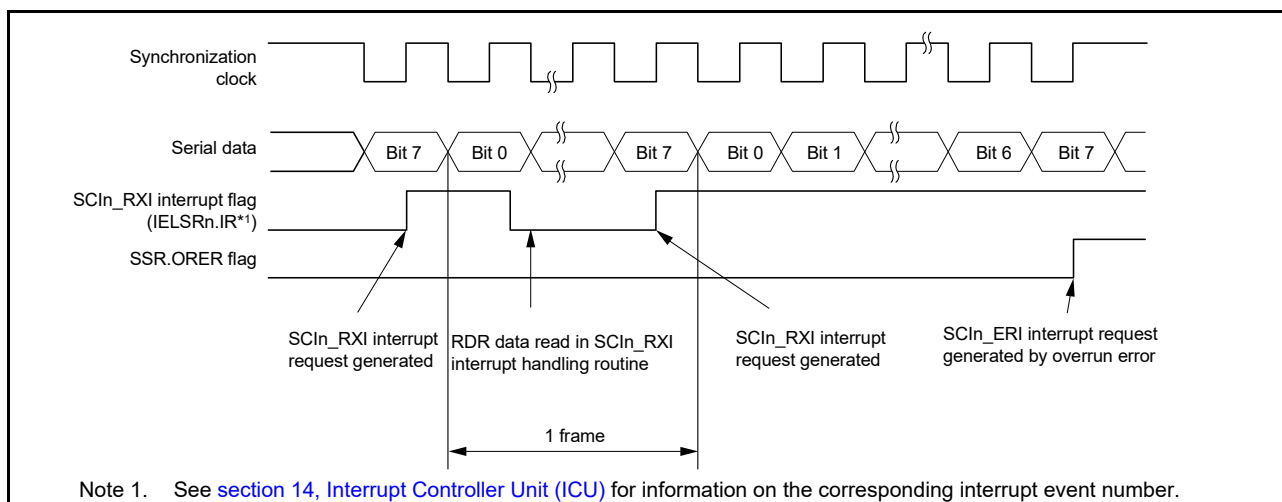 Synchronization
clock
Serial data
Bit 7
Bit 0
Bit 7
Bit 0
Bit 1
Bit 6
Bit 7
SCIn_RXI interrupt flag
(IELSRn.IR*1)
SSR.ORER flag
SCIn_RXI interrupt
request generated
RDR data read in SCIn_RXI
interrupt handling routine
SCIn_RXI interrupt
request generated
SCIn_ERI interrupt request
generated by overrun error
1 frame
Note 1. See section 14, Interrupt Controller Unit (ICU) for information on the corresponding interrupt event number.